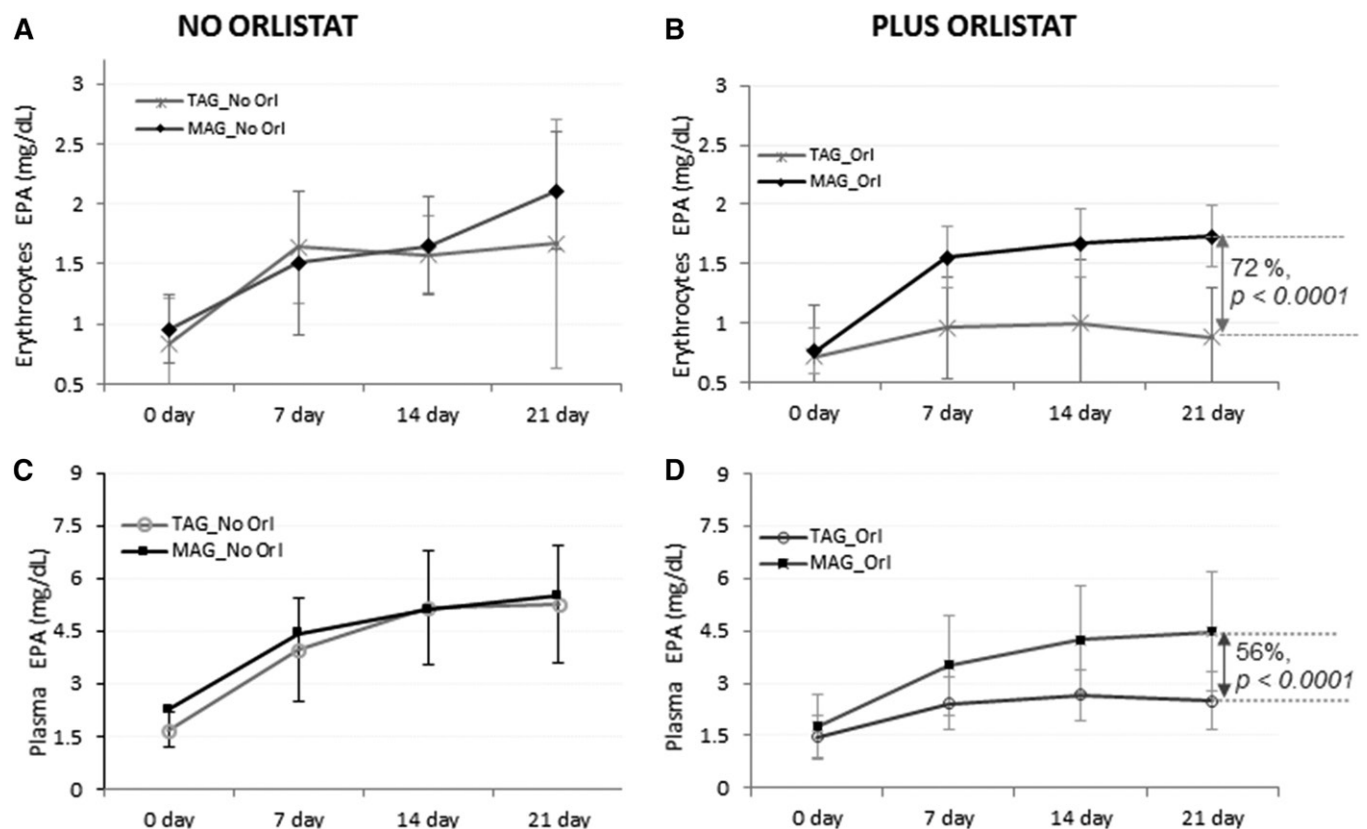 A
NO ORLISTAT
Erythrocytes EPA (mg/dL)
3
2.5
2
1.5
1
0.5
TAG_No Orl
MAG_No Orl
0 day
7 day
14 day
21 day
B
PLUS ORLISTAT
Erythrocytes EPA (mg/dL)
3
2.5
2
1.5
1
0.5
TAG_Orl
MAG_Orl
72 %,
p < 0.0001
0 day
7 day
14 day
21 day
C
Plasma EPA (mg/dL)
9
7.5
6
4.5
3
1.5
0
TAG_No Orl
MAG_No Orl
0 day
7 day
14 day
21 day
D
Plasma EPA (mg/dL)
9
7.5
6
4.5
3
1.5
0
TAG_Orl
MAG_Orl
56%,
p < 0.0001
0 day
7 day
14 day
21 day